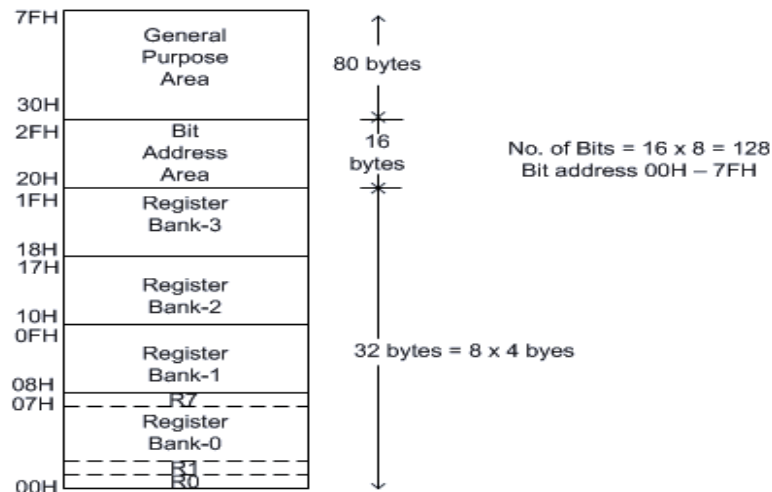 7FH
General
Purpose
Area
80 bytes
30H
2FH
Bit
Address
Area
16
bytes
No. of Bits = 16 x 8 = 128
Bit address 00H – 7FH
20H
1FH
Register
Bank-3
18H
17H
Register
Bank-2
10H
0FH
Register
Bank-1
32 bytes = 8 x 4 byes
08H
07H
R7
Register
Bank-0
R1
R0
00H